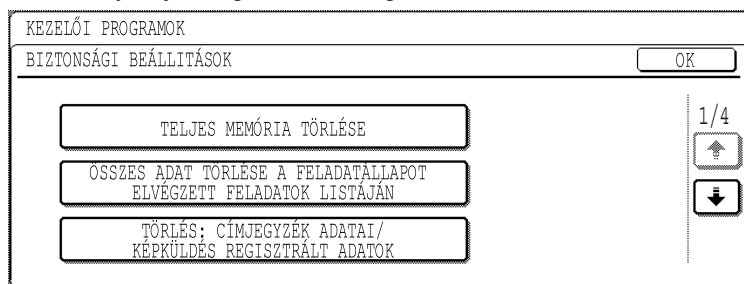 KEZELŐI PROGRAMOK
BIZTONSÁGI BEÁLLITÁSOK
OK
TELJES MEMÓRIA TÖRLÉSE
1/4
ÖSSZES ADAT TÖRLÉSE A FELADATÁLLAPOT
ELVÉGZETT FELADATOK LISTÁJÁN
TÖRLÉS: CÍMJEGYZÉK ADATAI/
KÉPKÜLDÉS REGISZTRÁLT ADATOK